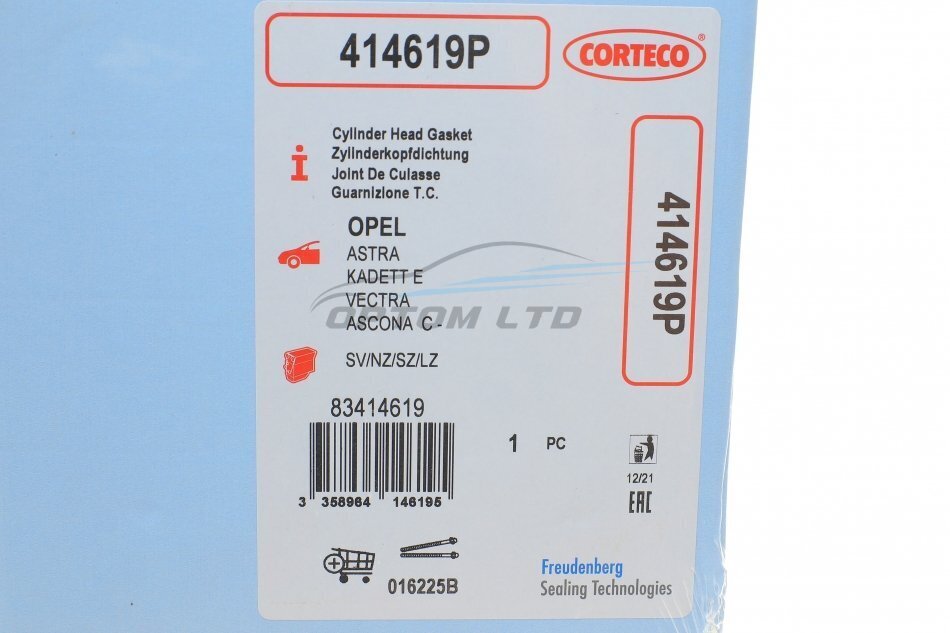 414619P
CORTECO
414619P
i
Cylinder Head Gasket
Zylinderkopfdichtung
Joint De Culasse
Guarnizione T.C.
OPEL
ASTRA
KADETT E
VECTRA
ASCONA C -
OPTOM LTD
SV/NZ/SZ/LZ
83414619
3 358964 146195
1 PC
12/21
EAC
016225B
Freudenberg
Sealing Technologies